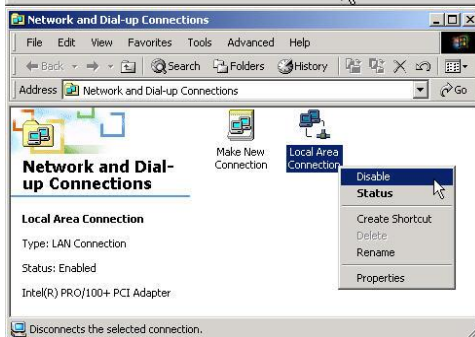 Network and Dial-up Connections
File Edit View Favorites Tools Advanced Help
Back Search Folders History
Address Network and Dial-up Connections Go
Network and Dial-
up Connections
Local Area Connection
Type: LAN Connection
Status: Enabled
Intel(R) PRO/100+ PCI Adapter
Make New
Connection
Local Area
Connection
Disable
Status
Create Shortcut
Delete
Rename
Properties
Disconnects the selected connection.